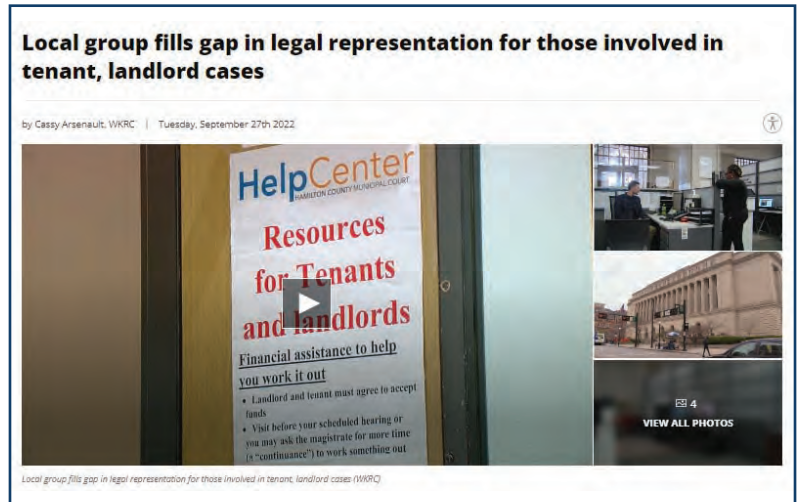 Local group fills gap in legal representation for those involved in
tenant, landlord cases
by Cassy Arsenault, WKRC | Tuesday, September 27th 2022
HelpCenter
HAMILTON COUNTY MUNICIPAL COURT
Resources
for Tenants
and landlords
Financial assistance to help
you work it out
• Landlord and tenant must agree to accept
funds
• Visit before your scheduled hearing or
you may ask the magistrate for more time
(a "continuance") to work something out
4
VIEW ALL PHOTOS
Local group fills gap in legal representation for those involved in tenant, landlord cases (WKRC)